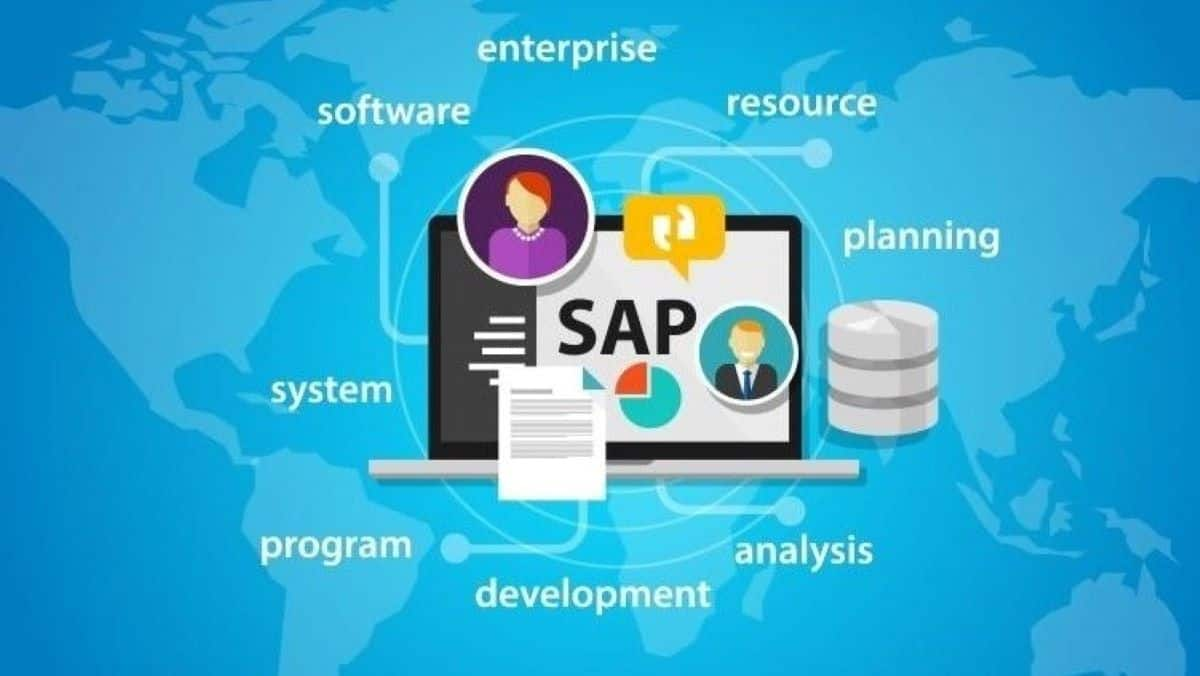 enterprise
software
resource
planning
SAP
system
program
analysis
development